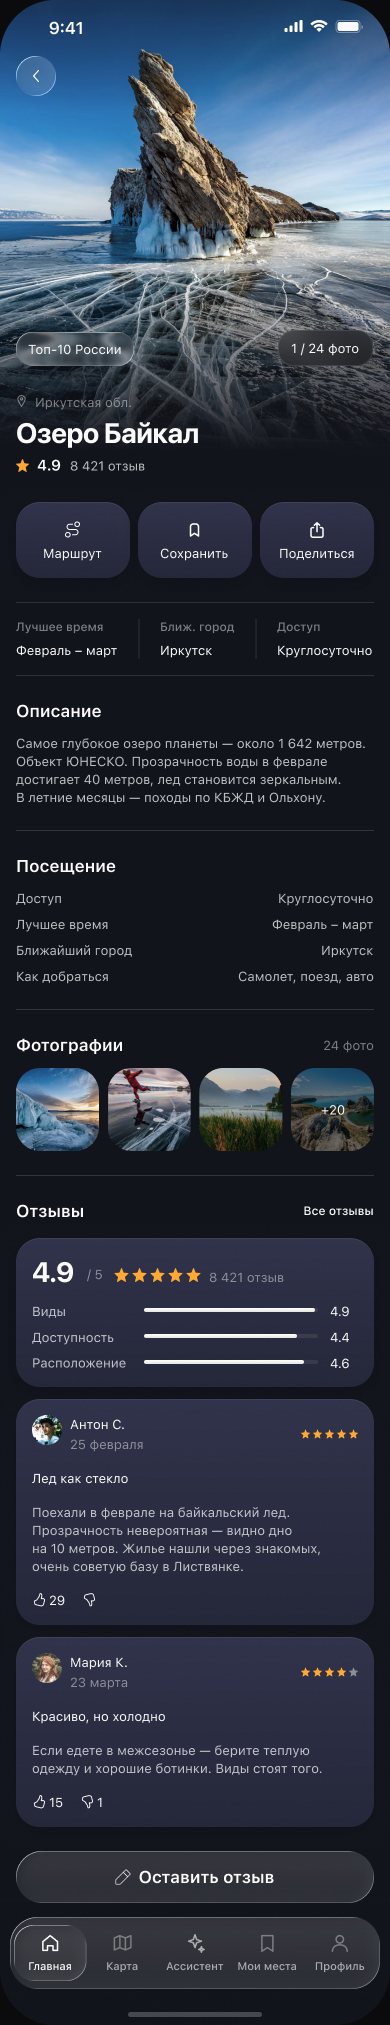 9:41
Топ-10 России
1 / 24 фото
Иркутская обл.
Озеро Байкал
4.9 8 421 отзыв
Маршрут Сохранить Поделиться
Лучшее время Ближ. город Доступ
Февраль – март Иркутск Круглосуточно
Описание
Самое глубокое озеро планеты — около 1 642 метров.
Объект ЮНЕСКО. Прозрачность воды в феврале
достигает 40 метров, лед становится зеркальным.
В летние месяцы — походы по КБЖД и Ольхону.
Посещение
Доступ Круглосуточно
Лучшее время Февраль – март
Ближайший город Иркутск
Как добраться Самолет, поезд, авто
Фотографии 24 фото
+20
Отзывы Все отзывы
4.9 / 5 8 421 отзыв
Виды 4.9
Доступность 4.4
Расположение 4.6
Антон С.
25 февраля
Лед как стекло
Поехали в феврале на байкальский лед.
Прозрачность невероятная — видно дно
на 10 метров. Жилье нашли через знакомых,
очень советую базу в Листвянке.
29
Мария К.
23 марта
Красиво, но холодно
Если едете в межсезонье — берите теплую
одежду и хорошие ботинки. Виды стоят того.
15 1
Оставить отзыв
Главная Карта Ассистент Мои места Профиль